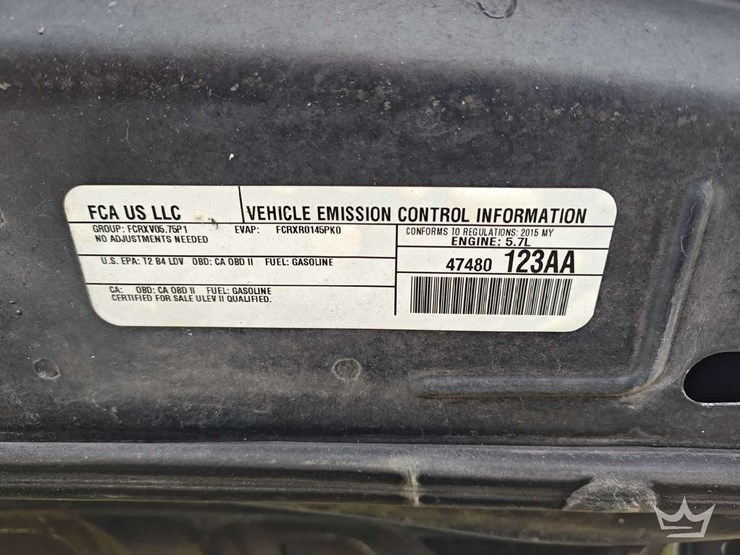 FCA US LLC
VEHICLE EMISSION CONTROL INFORMATION
GROUP: FCRXV05.75P1 EVAP: FCRXR0145PK0
NO ADJUSTMENTS NEEDED
CONFORMS TO REGULATIONS: 2015 MY
ENGINE: 5.7L
U.S. EPA: T2 B4 LDV OBD: CA OBD II FUEL: GASOLINE
47480 123AA
CA: OBD: CA OBD II FUEL: GASOLINE
CERTIFIED FOR SALE ULEV II QUALIFIED.